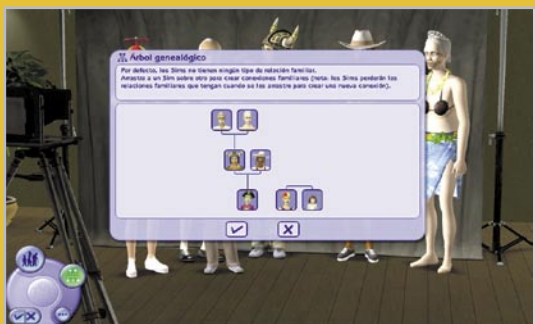 Árbol genealógico
Por defecto, los Sims no tienen ningún tipo de relación familiar.
Arrastra a un Sim sobre otro para crear conexiones familiares (nota: los Sims perderán las
relaciones familiares que tengan cuando se les arrastre para crear una nueva conexión).